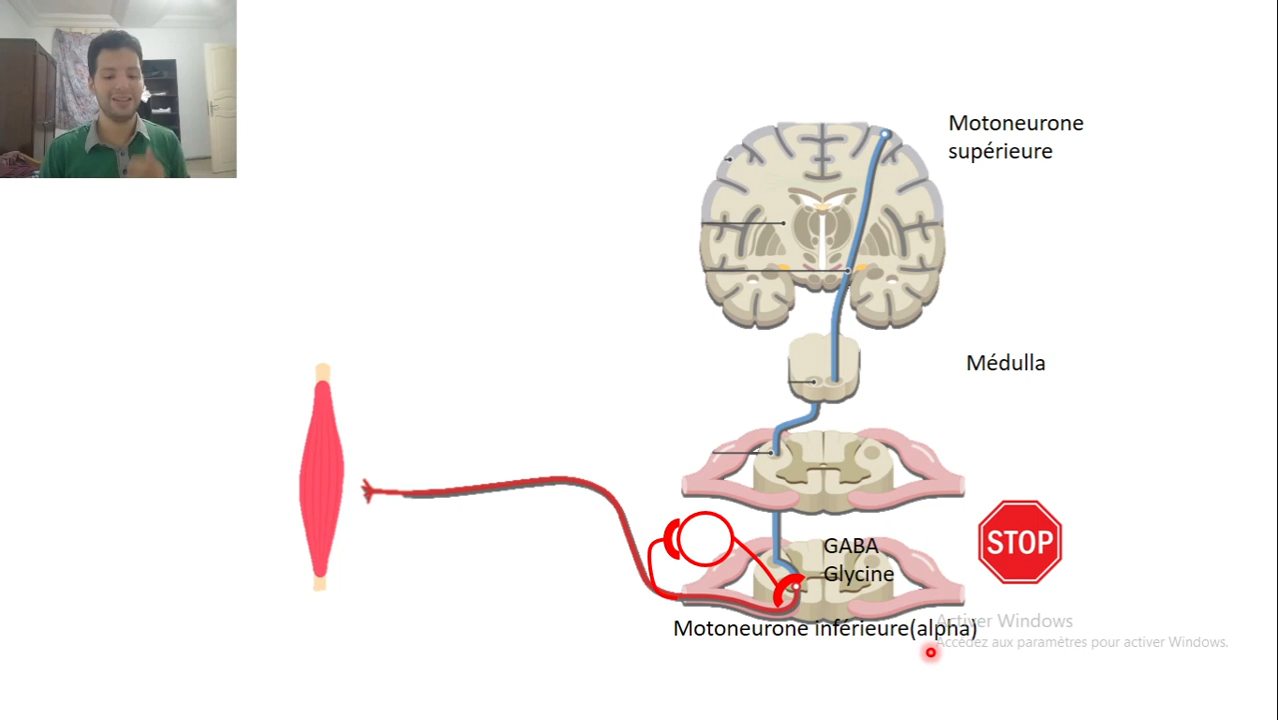 Motoneurone
supérieure
Médulla
GABA
Glycine
STOP
Motoneurone inférieure(alpha)
Activer Windows
Accédez aux paramètres pour activer Windows.